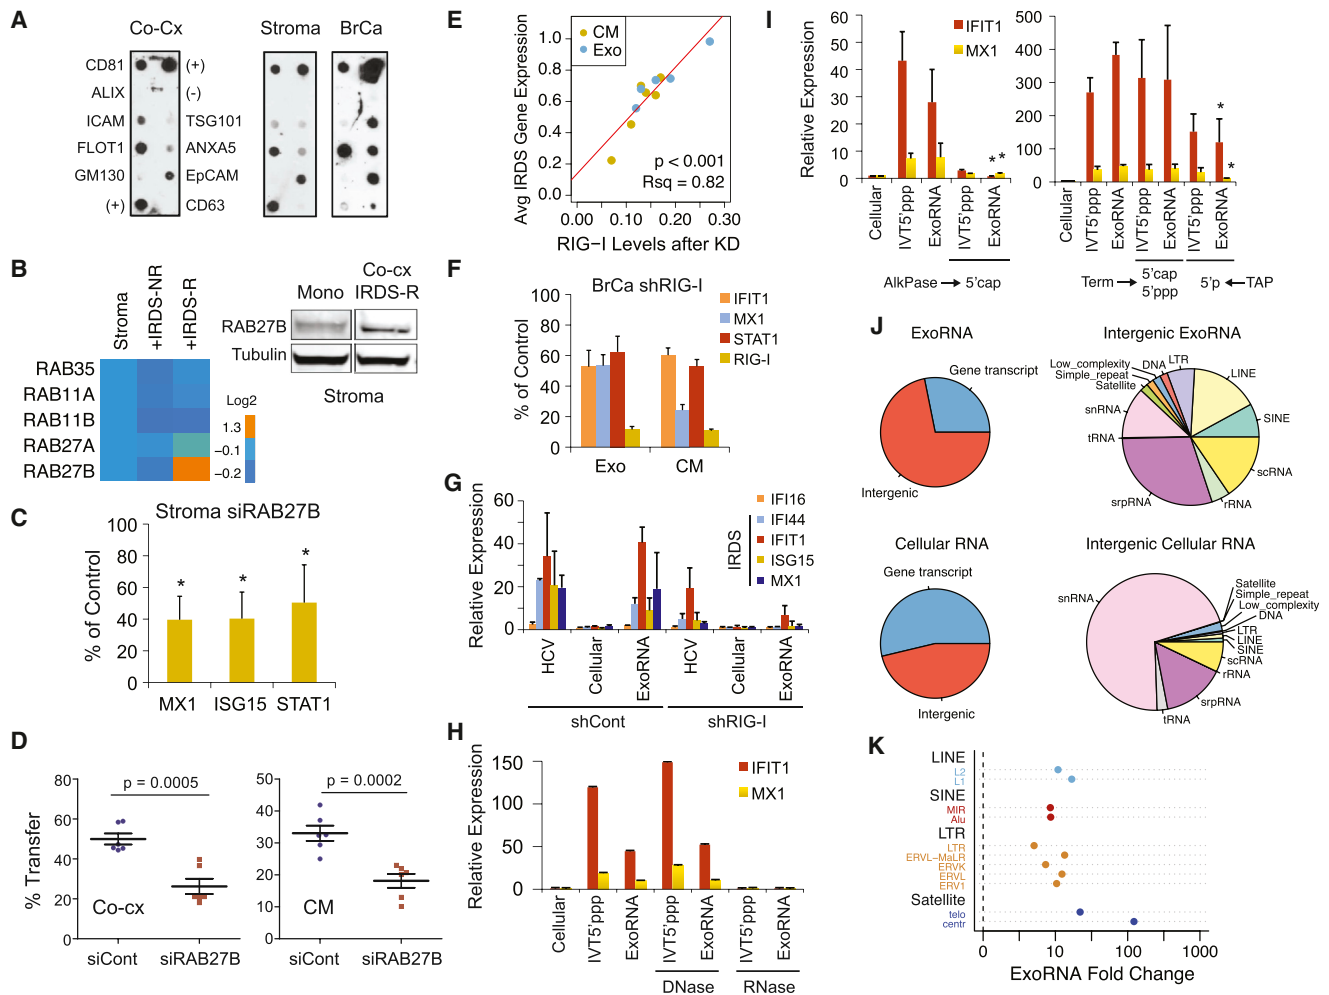 A
Co-Cx
Stroma
BrCa
CD81
(+)
ALIX
(-)
ICAM
TSG101
FLOT1
ANXA5
GM130
EpCAM
(+)
CD63
B
Stroma
+IRDS-NR
+IRDS-R
RAB35
RAB11A
RAB11B
RAB27A
RAB27B
Log2
1.3
−0.1
−0.2
Mono
Co-cx
IRDS-R
RAB27B
Tubulin
Stroma
C
Stroma siRAB27B
% of Control
100
80
60
40
20
0
* * *
MX1 ISG15 STAT1
D
% Transfer
80
60
40
20
0
p = 0.0005
Co-cx
siCont siRAB27B
50
40
30
20
10
0
p = 0.0002
CM
siCont siRAB27B
E
Avg IRDS Gene Expression
1.0
0.8
0.6
0.4
0.2
0.0
CM
Exo
p < 0.001
Rsq = 0.82
0.00 0.10 0.20 0.30
RIG−I Levels after KD
F
BrCa shRIG-I
% of Control
100
80
60
40
20
0
IFIT1
MX1
STAT1
RIG-I
Exo CM
G
Relative Expression
60
40
20
0
IFI16
IFI44
IFIT1
ISG15
MX1
IRDS
HCV Cellular ExoRNA HCV Cellular ExoRNA
shCont shRIG-I
H
Relative Expression
150
100
50
0
IFIT1
MX1
Cellular IVT5'ppp ExoRNA IVT5'ppp ExoRNA IVT5'ppp ExoRNA
DNase RNase
I
Relative Expression
60
50
40
30
20
10
0
IFIT1
MX1
* *
Cellular IVT5'ppp ExoRNA IVT5'ppp ExoRNA
AlkPase → 5'cap
500
400
300
200
100
0
*
*
Cellular IVT5'ppp ExoRNA IVT5'ppp ExoRNA IVT5'ppp ExoRNA
Term → 5'cap
5'ppp
5'p ← TAP
J
ExoRNA
Gene transcript
Intergenic
Intergenic ExoRNA
Low_complexity
Simple_repeat
Satellite
DNA
LTR
LINE
SINE
snRNA
tRNA
srpRNA
rRNA
scRNA
Cellular RNA
Gene transcript
Intergenic
Intergenic Cellular RNA
snRNA
Satellite
Simple_repeat
Low_complexity
DNA
LTR
LINE
SINE
scRNA
rRNA
srpRNA
tRNA
K
LINE
L2
L1
SINE
MIR
Alu
LTR
LTR
ERVL−MaLR
ERVK
ERVL
ERV1
Satellite
telo
centr
0 10 100 1000
ExoRNA Fold Change